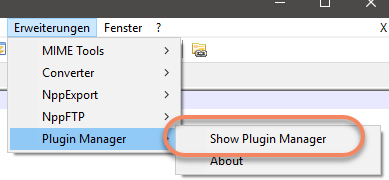 Erweiterungen Fenster ? X
MIME Tools
Converter
NppExport
NppFTP
Plugin Manager
Show Plugin Manager
About